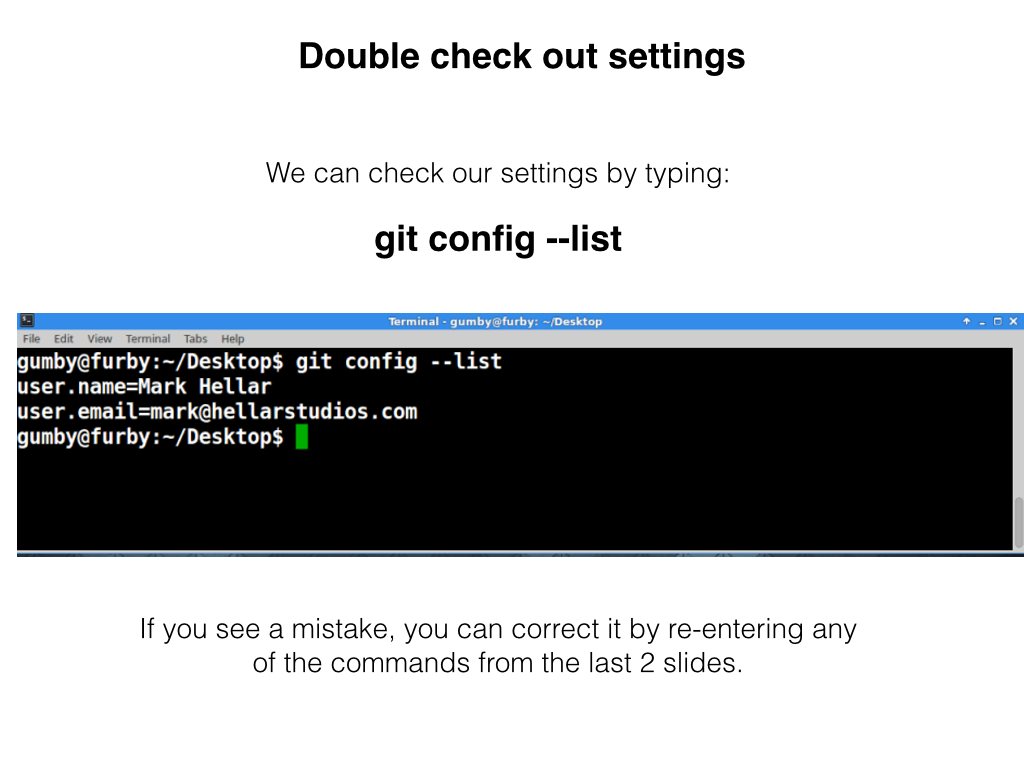 Double check out settings
We can check our settings by typing:
git config --list
Terminal - gumby@furby: ~/Desktop
File Edit View Terminal Tabs Help
gumby@furby:~/Desktop$ git config --list
user.name=Mark Hellar
user.email=mark@hellarstudios.com
gumby@furby:~/Desktop$
If you see a mistake, you can correct it by re-entering any
of the commands from the last 2 slides.